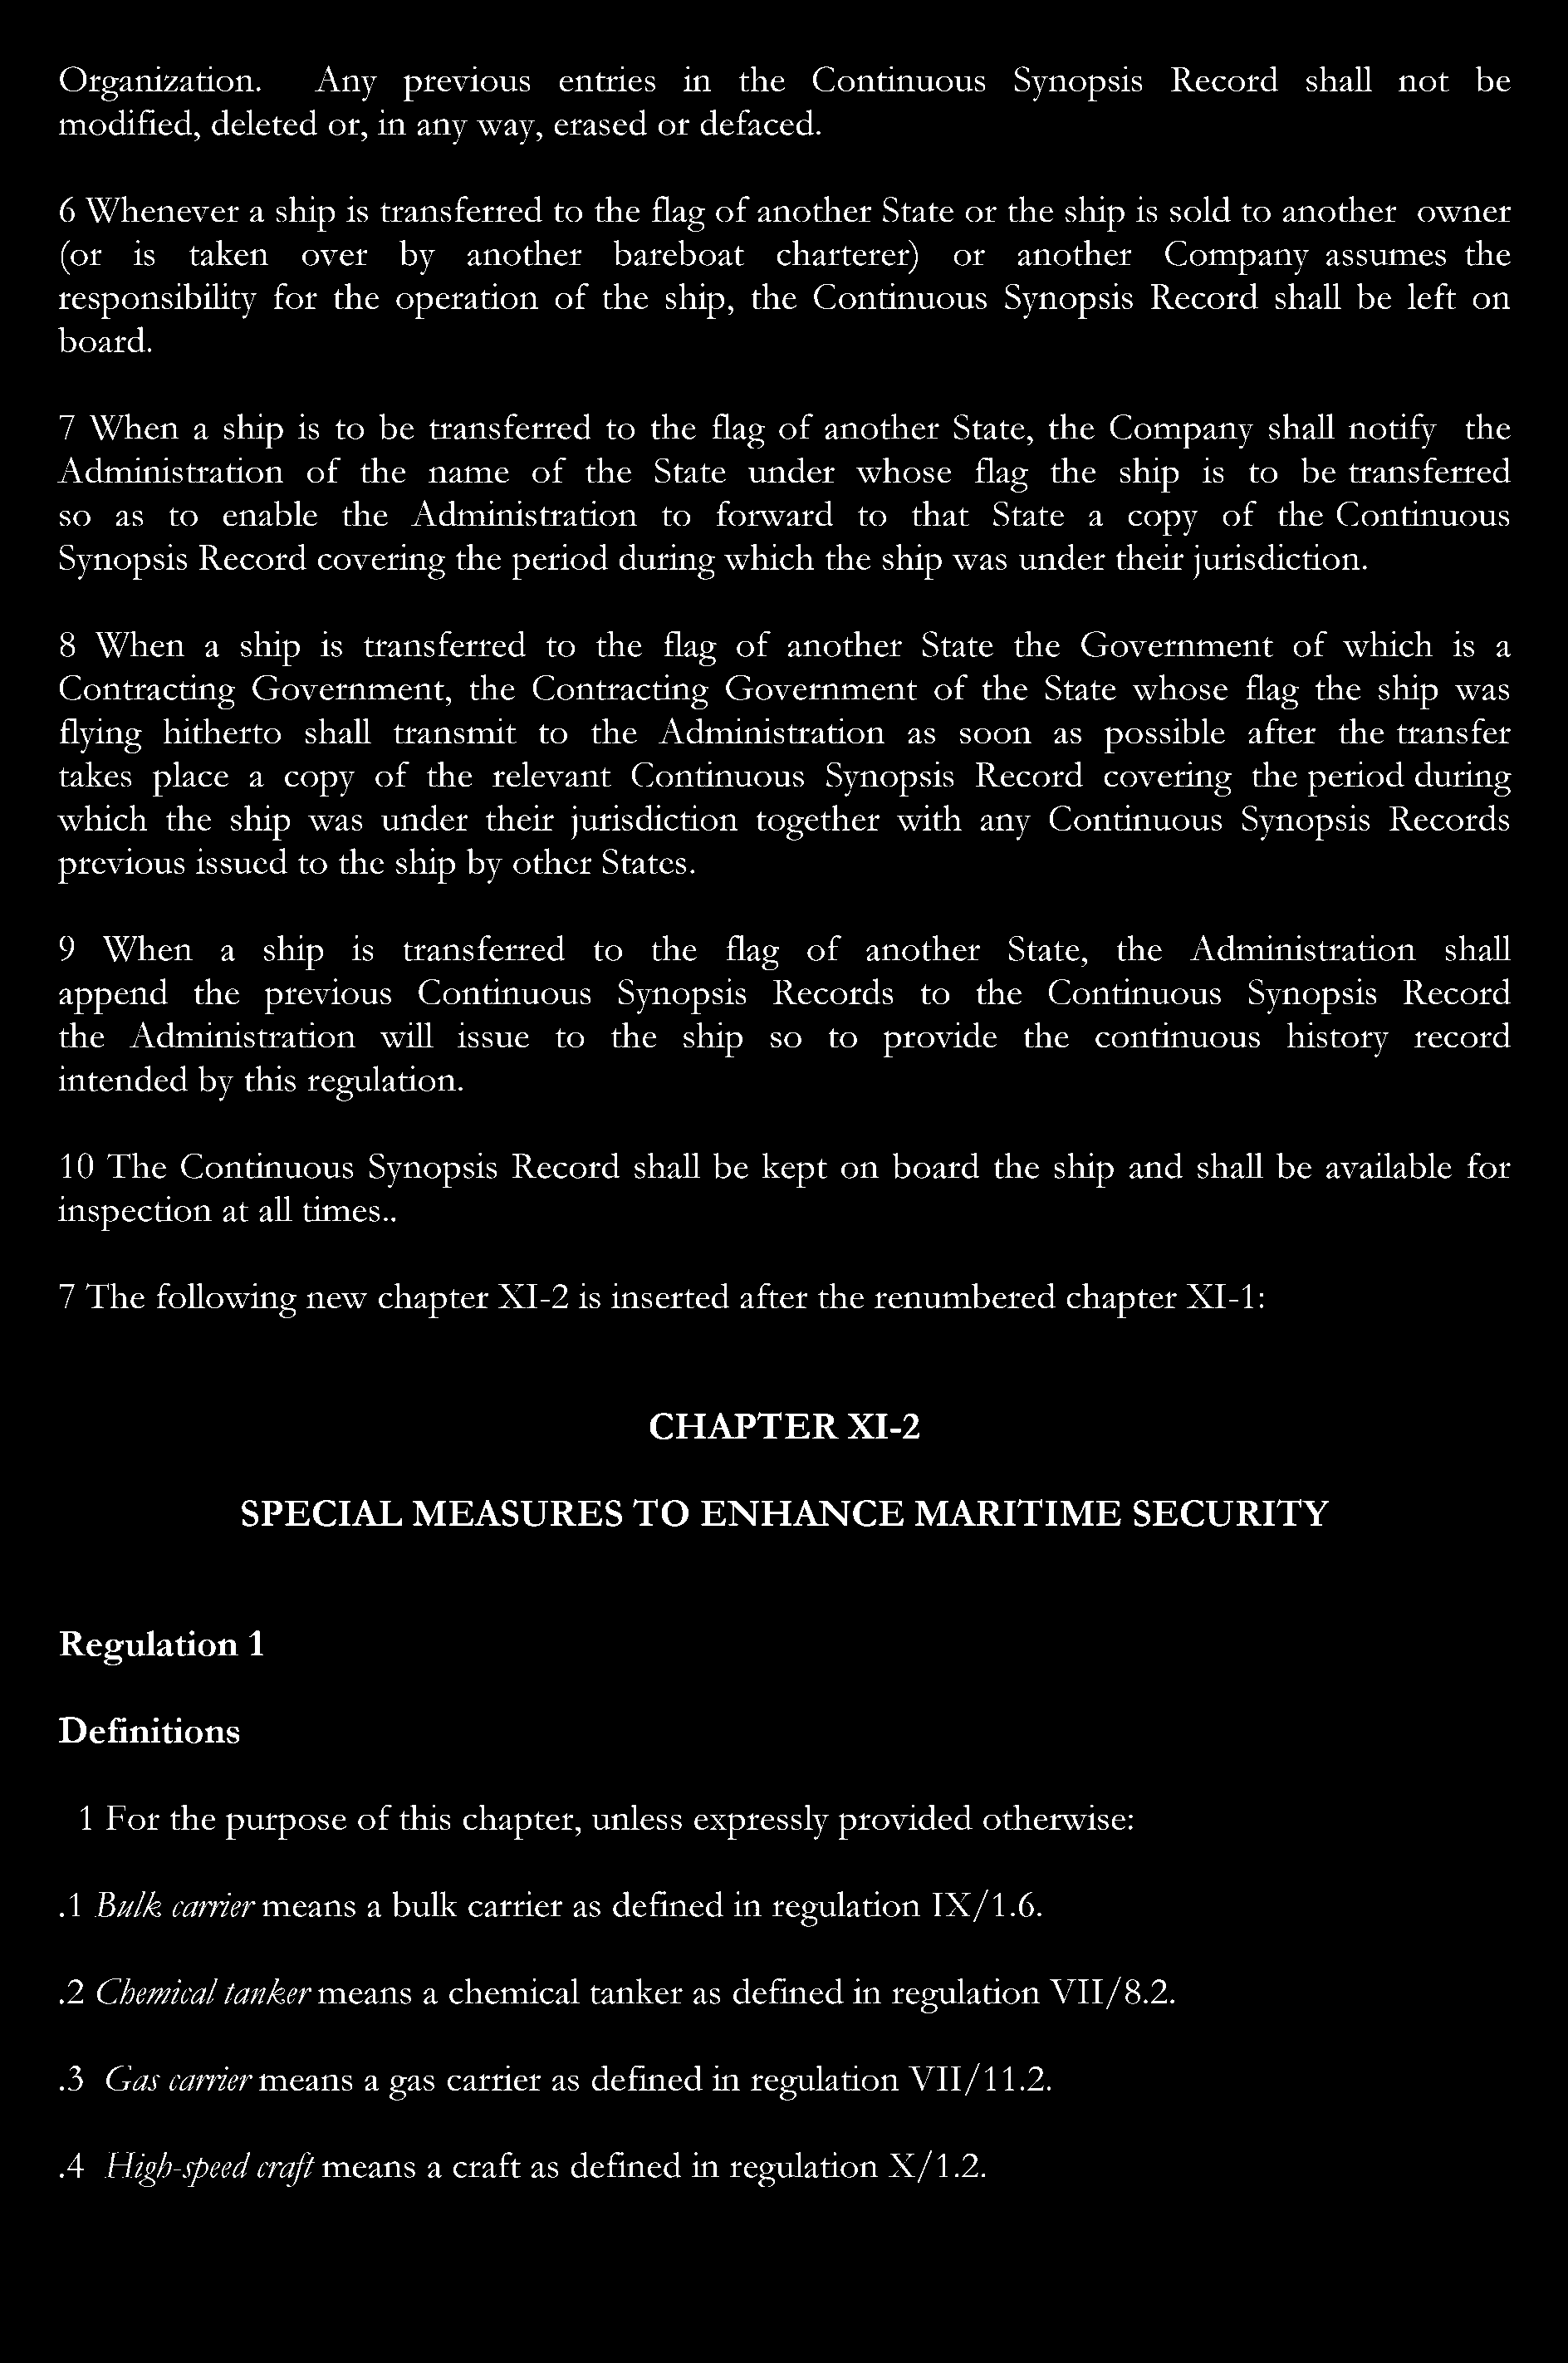 Organization. Any previous entries in the Continuous Synopsis Record shall not be
modified, deleted or, in any way, erased or defaced.
6 Whenever a ship is transferred to the flag of another State or the ship is sold to another owner
(or is taken over by another bareboat charterer) or another Company assumes the
responsibility for the operation of the ship, the Continuous Synopsis Record shall be left on
board.
7 When a ship is to be transferred to the flag of another State, the Company shall notify the
Administration of the name of the State under whose flag the ship is to be transferred
so as to enable the Administration to forward to that State a copy of the Continuous
Synopsis Record covering the period during which the ship was under their jurisdiction.
8 When a ship is transferred to the flag of another State the Government of which is a
Contracting Government, the Contracting Government of the State whose flag the ship was
flying hitherto shall transmit to the Administration as soon as possible after the transfer
takes place a copy of the relevant Continuous Synopsis Record covering the period during
which the ship was under their jurisdiction together with any Continuous Synopsis Records
previous issued to the ship by other States.
9 When a ship is transferred to the flag of another State, the Administration shall
append the previous Continuous Synopsis Records to the Continuous Synopsis Record
the Administration will issue to the ship so to provide the continuous history record
intended by this regulation.
10 The Continuous Synopsis Record shall be kept on board the ship and shall be available for
inspection at all times..
7 The following new chapter XI-2 is inserted after the renumbered chapter XI-1:
CHAPTER XI-2
SPECIAL MEASURES TO ENHANCE MARITIME SECURITY
Regulation 1
Definitions
1 For the purpose of this chapter, unless expressly provided otherwise:
.1 Bulk carrier means a bulk carrier as defined in regulation IX/1.6.
.2 Chemical tanker means a chemical tanker as defined in regulation VII/8.2.
.3 Gas carrier means a gas carrier as defined in regulation VII/11.2.
.4 High-speed craft means a craft as defined in regulation X/1.2.